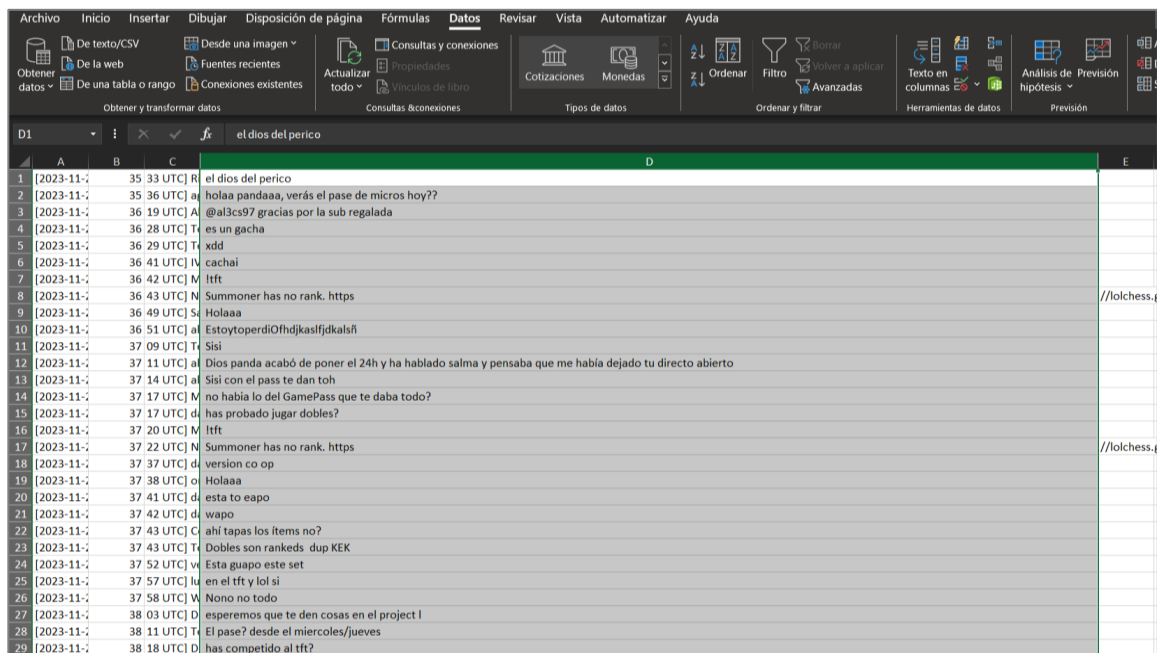 Archivo Inicio Insertar Dibujar Disposición de página Fórmulas Datos Revisar Vista Automatizar Ayuda
Obtener datos
De texto/CSV
De la web
De una tabla o rango
Desde una imagen
Fuentes recientes
Conexiones existentes
Obtener y transformar datos
Actualizar todo
Consultas y conexiones
Propiedades
Vínculos de libro
Consultas &conexiones
Cotizaciones
Monedas
Tipos de datos
Ordenar
Filtro
Borrar
Volver a aplicar
Avanzadas
Ordenar y filtrar
Texto en columnas
Herramientas de datos
Análisis de hipótesis
Previsión
Previsión
D1 fx el dios del perico
A B C D E
1 [2023-11-2 35 33 UTC] R el dios del perico
2 [2023-11-2 35 36 UTC] ag holaa pandaaa, verás el pase de micros hoy??
3 [2023-11-2 36 19 UTC] Al @al3cs97 gracias por la sub regalada
4 [2023-11-2 36 28 UTC] Te es un gacha
5 [2023-11-2 36 29 UTC] Te xdd
6 [2023-11-2 36 41 UTC] IV cachai
7 [2023-11-2 36 42 UTC] M !tft
8 [2023-11-2 36 43 UTC] N Summoner has no rank. https //lolchess.g
9 [2023-11-2 36 49 UTC] Sa Holaaa
10 [2023-11-2 36 51 UTC] al EstoytoperdiOfhdjkaslfjdkalsñ
11 [2023-11-2 37 09 UTC] Te Sisi
12 [2023-11-2 37 11 UTC] al Dios panda acabó de poner el 24h y ha hablado salma y pensaba que me había dejado tu directo abierto
13 [2023-11-2 37 14 UTC] al Sisi con el pass te dan toh
14 [2023-11-2 37 17 UTC] M no habia lo del GamePass que te daba todo?
15 [2023-11-2 37 17 UTC] da has probado jugar dobles?
16 [2023-11-2 37 20 UTC] M !tft
17 [2023-11-2 37 22 UTC] N Summoner has no rank. https //lolchess.g
18 [2023-11-2 37 37 UTC] da version co op
19 [2023-11-2 37 38 UTC] o Holaaa
20 [2023-11-2 37 41 UTC] da esta to eapo
21 [2023-11-2 37 42 UTC] da wapo
22 [2023-11-2 37 43 UTC] C ahí tapas los ítems no?
23 [2023-11-2 37 43 UTC] Te Dobles son rankeds dup KEK
24 [2023-11-2 37 52 UTC] ve Esta guapo este set
25 [2023-11-2 37 57 UTC] lu en el tft y lol si
26 [2023-11-2 37 58 UTC] W Nono no todo
27 [2023-11-2 38 03 UTC] D esperemos que te den cosas en el project l
28 [2023-11-2 38 11 UTC] Te El pase? desde el miercoles/jueves
29 [2023-11-2 38 18 UTC] D has competido al tft?